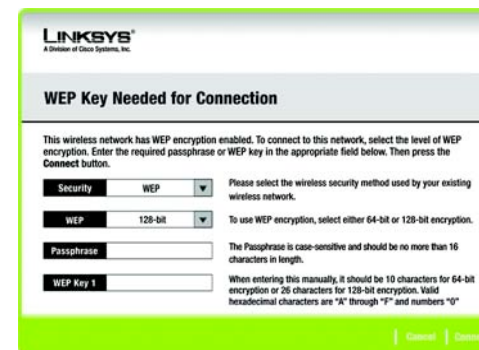 LINKSYS®
A Division of Cisco Systems, Inc.
WEP Key Needed for Connection
This wireless network has WEP encryption enabled. To connect to this network, select the level of WEP
encryption. Enter the required passphrase or WEP key in the appropriate field below. Then press the
Connect button.
Security WEP
Please select the wireless security method used by your existing
wireless network.
WEP 128-bit
To use WEP encryption, select either 64-bit or 128-bit encryption.
Passphrase
The Passphrase is case-sensitive and should be no more than 16
characters in length.
WEP Key 1
When entering this manually, it should be 10 characters for 64-bit
encryption or 26 characters for 128-bit encryption. Valid
hexadecimal characters are "A" through "F" and numbers "0"
Cancel